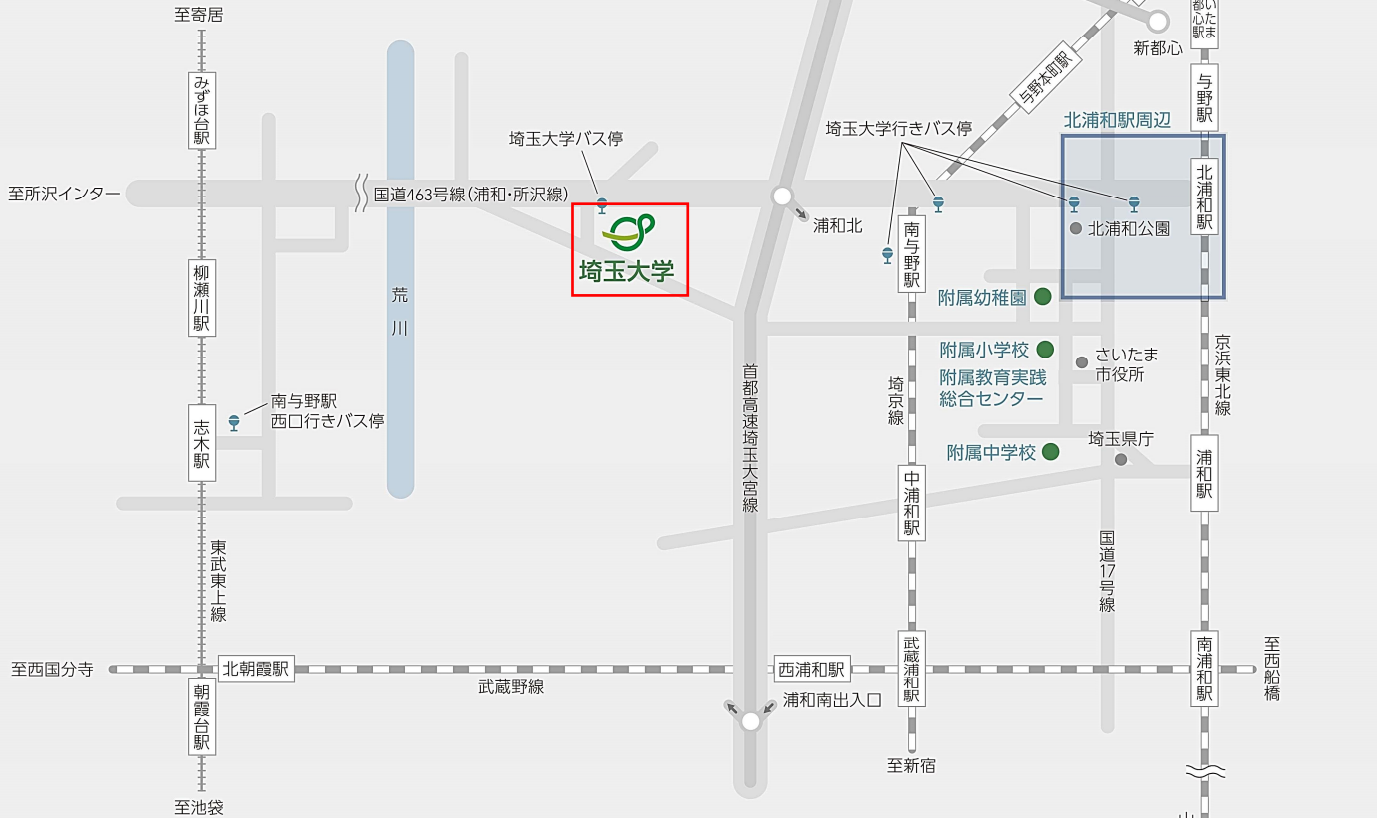 至寄居
新都心
いたま
都心駅
みずほ台駅
与野本町駅
与野駅
埼玉大学バス停
埼玉大学行きバス停
北浦和駅周辺
至所沢インター
国道463号線（浦和・所沢線）
北浦和駅
浦和北
北浦和公園
南与野駅
埼玉大学
柳瀬川駅
荒川
附属幼稚園
附属小学校
さいたま
市役所
附属教育実践
総合センター
京浜東北線
埼京線
首都高速埼玉大宮線
南与野駅
西口行きバス停
志木駅
埼玉県庁
附属中学校
浦和駅
中浦和駅
国道17号線
東武東上線
至西国分寺
北朝霞駅
武蔵野線
西浦和駅
武蔵浦和駅
南浦和駅
至西船橋
朝霞台駅
浦和南出入口
至新宿
至池袋